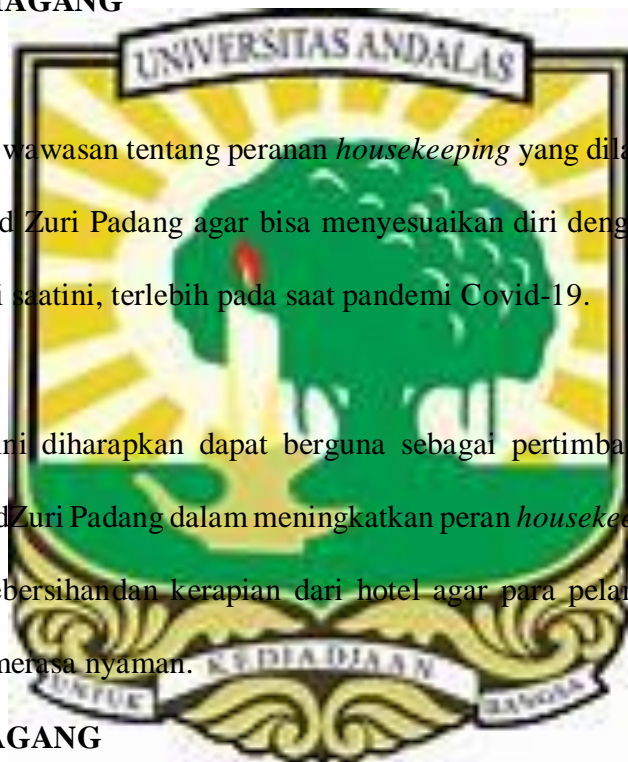 AGANG
UNIVERSITAS ANDALAS
wawasan tentang peranan housekeeping yang dila
d Zuri Padang agar bisa menyesuaikan diri deng
i saatini, terlebih pada saat pandemi Covid-19.
ini diharapkan dapat berguna sebagai pertimba
dZuri Padang dalam meningkatkan peran housekee
ebersihandan kerapian dari hotel agar para pela
merasa nyaman.
UNTUK KEDJADJAAN BANGSA
AGANG